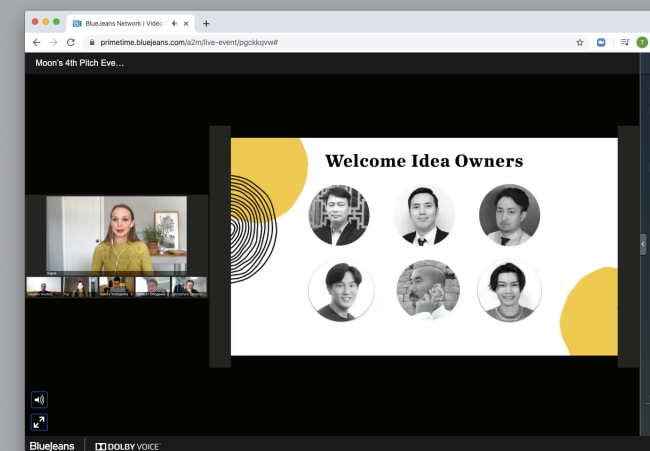 BlueJeans Network | Video
primetime.bluejeans.com/a2m/live-event/pgckkqvw#
T
Moon's 4th Pitch Eve...
Welcome Idea Owners
BlueJeans
DOLBY VOICE